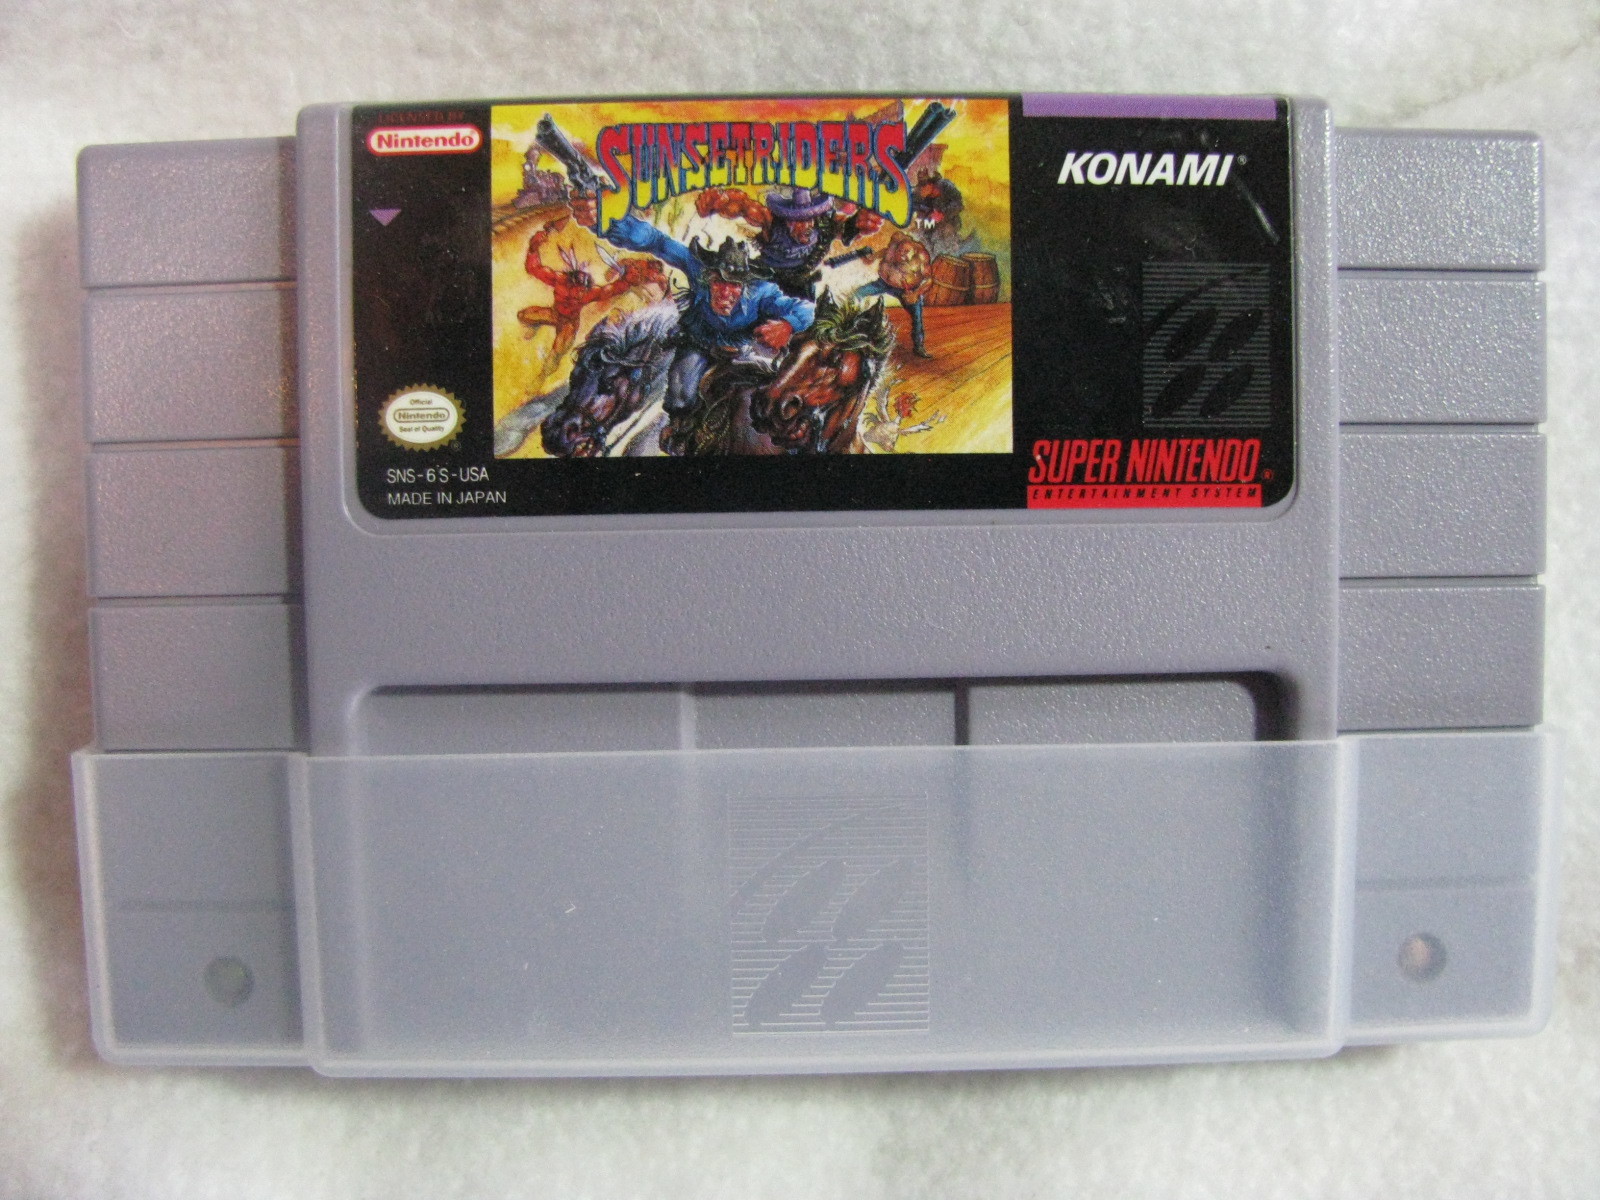 LICENSED BY
Nintendo
SUNSETRIDERS
TM
KONAMI®
Official
Nintendo
Seal of Quality
SNS-6S-USA
MADE IN JAPAN
SUPER NINTENDO®
ENTERTAINMENT SYSTEM